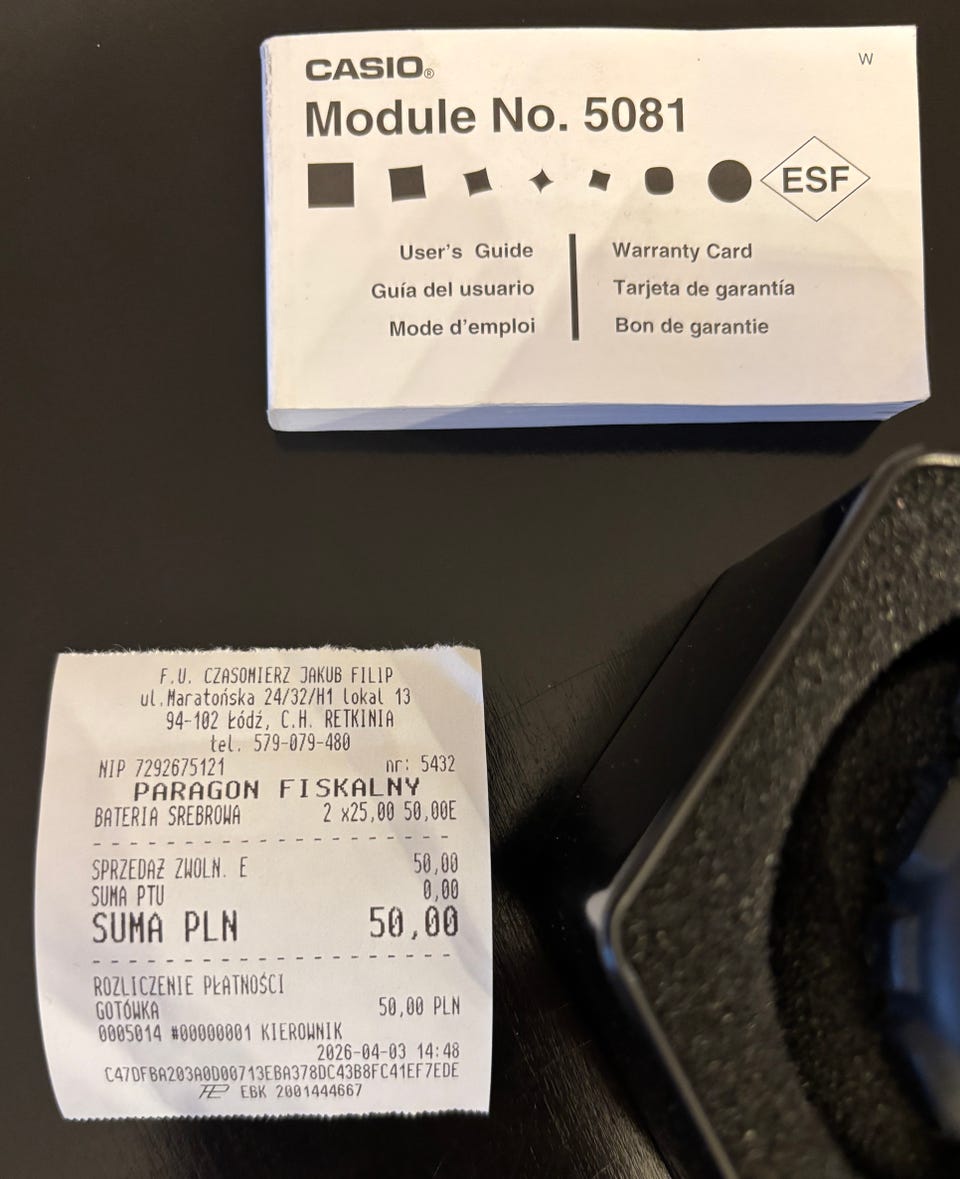 CASIO®
W
Module No. 5081
ESF
User's Guide
Guía del usuario
Mode d'emploi
Warranty Card
Tarjeta de garantía
Bon de garantie
F.U. CZASOMIERZ JAKUB FILIP
ul.Maratońska 24/32/H1 lokal 13
94-102 Łódź, C.H. RETKINIA
tel. 579-079-480
NIP 7292675121 nr: 5432
PARAGON FISKALNY
BATERIA SREBROWA 2 x25,00 50,00E
SPRZEDAŻ ZWOLN. E 50,00
SUMA PTU 0,00
SUMA PLN 50,00
ROZLICZENIE PŁATNOŚCI
GOTÓWKA 50,00 PLN
0005014 #00000001 KIEROWNIK
2026-04-03 14:48
C47DFBA203A0D00713EBA378DC43B8FC41EF7EDE
EBK 2001444667